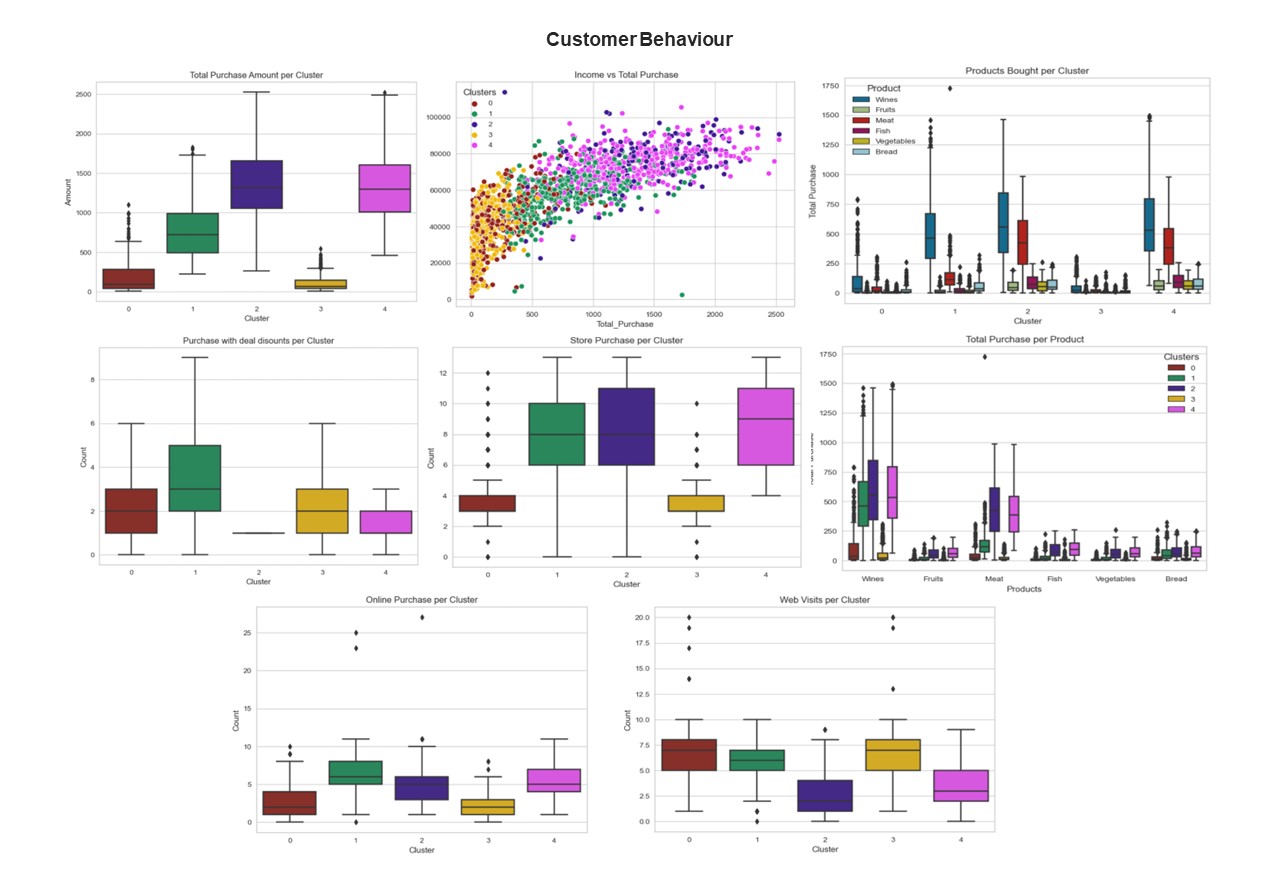 Customer Behaviour
Total Purchase Amount per Cluster
2500
2000
1500
1000
500
0
Amount
0 1 2 3 4
Cluster
Income vs Total Purchase
Clusters
0
1
2
3
4
100000
80000
60000
40000
20000
0
0 500 1000 1500 2000 2500
Total_Purchase
Products Bought per Cluster
Product
Wines
Fruits
Meat
Fish
Vegetables
Bread
1750
1500
1250
1000
750
500
250
0
Total Purchase
0 1 2 3 4
Cluster
Purchase with deal disounts per Cluster
8
6
4
2
0
Count
0 1 2 3 4
Cluster
Store Purchase per Cluster
12
10
8
6
4
2
0
Count
0 1 2 3 4
Cluster
Total Purchase per Product
Clusters
0
1
2
3
4
1750
1500
1250
1000
750
500
250
0
Wines Fruits Meat Fish Vegetables Bread
Products
Online Purchase per Cluster
25
20
15
10
5
0
Count
0 1 2 3 4
Cluster
Web Visits per Cluster
20.0
17.5
15.0
12.5
10.0
7.5
5.0
2.5
0.0
Count
0 1 2 3 4
Cluster